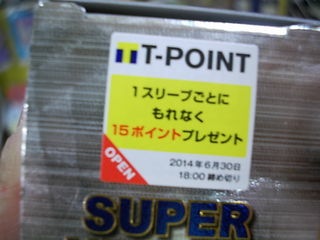 T-POINT
1スリーブごとに
もれなく
15ポイントプレゼント
OPEN
2014年6月30日
18:00締め切り
SUPER